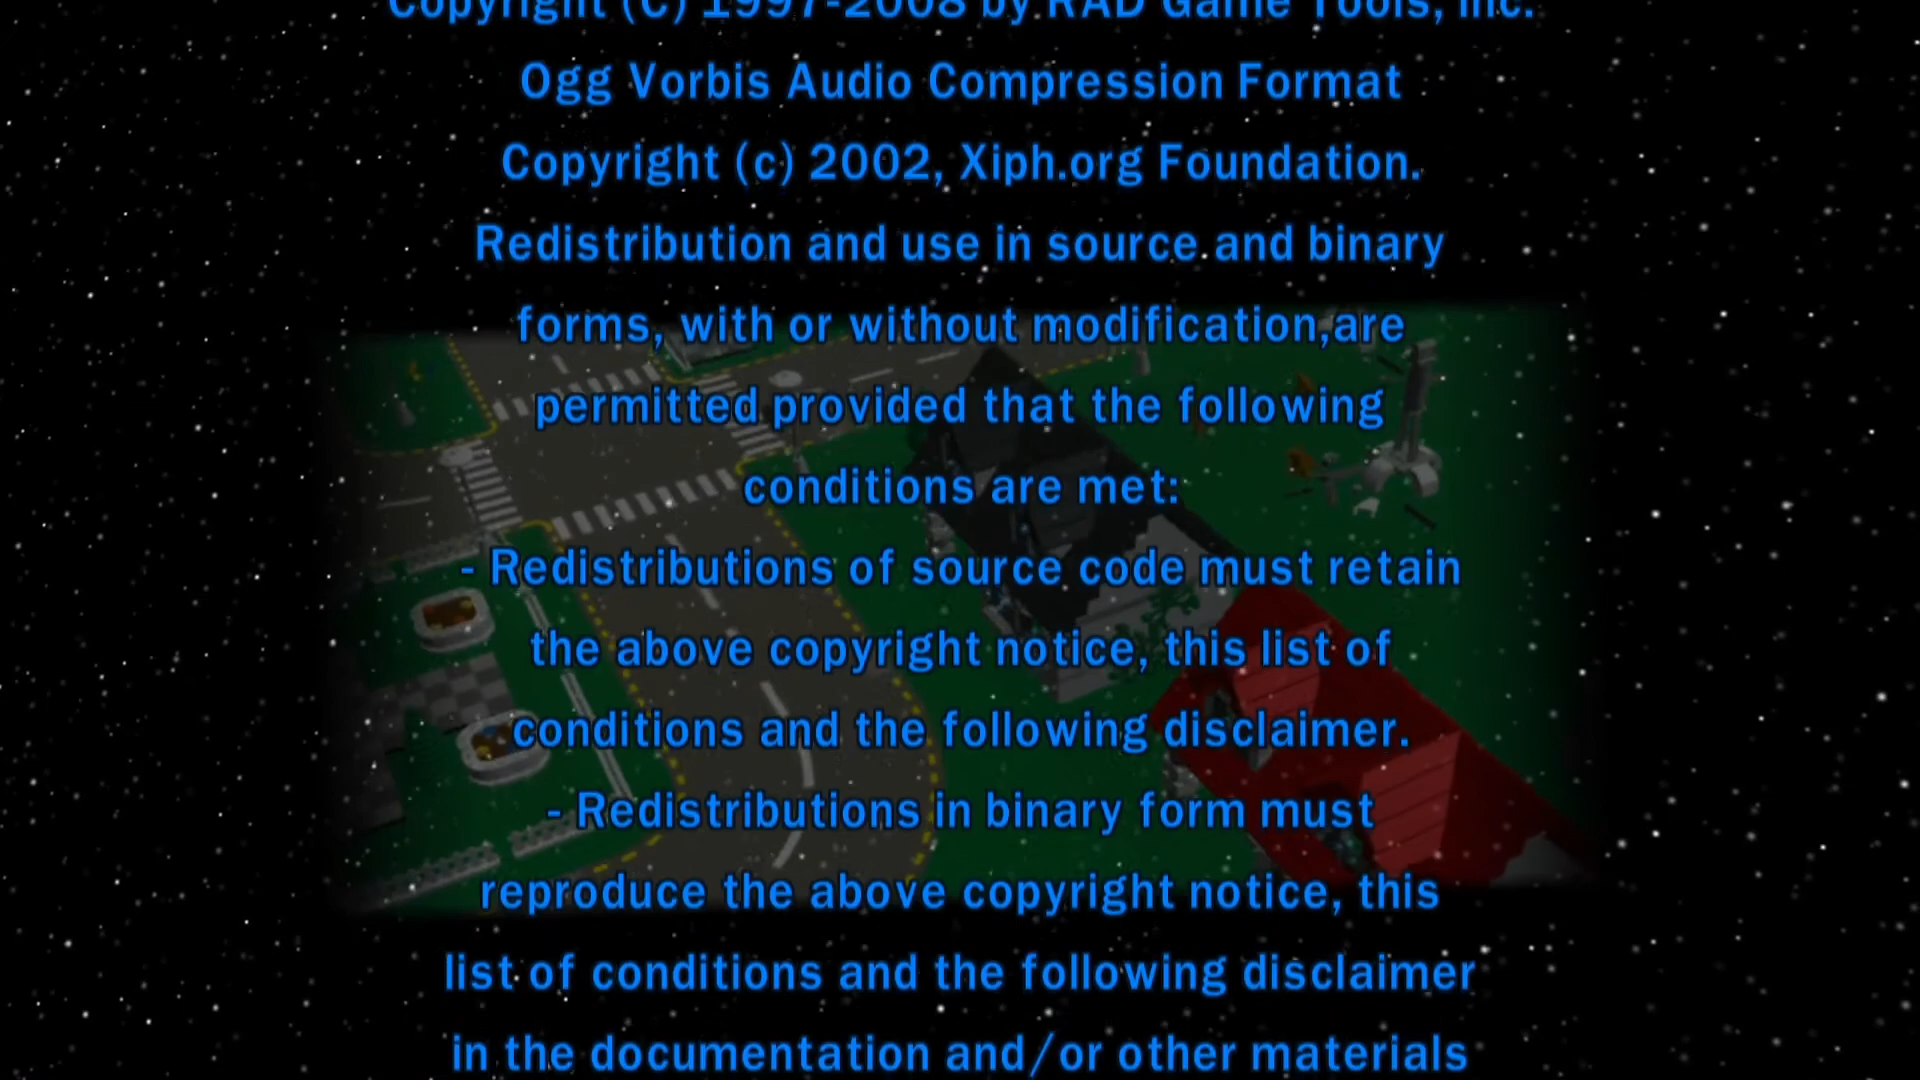 Copyright (C) 1997-2008 by RAD Game Tools, Inc.
Ogg Vorbis Audio Compression Format
Copyright (c) 2002, Xiph.org Foundation.
Redistribution and use in source and binary
forms, with or without modification,are
permitted provided that the following
conditions are met:
- Redistributions of source code must retain
the above copyright notice, this list of
conditions and the following disclaimer.
- Redistributions in binary form must
reproduce the above copyright notice, this
list of conditions and the following disclaimer
in the documentation and/or other materials